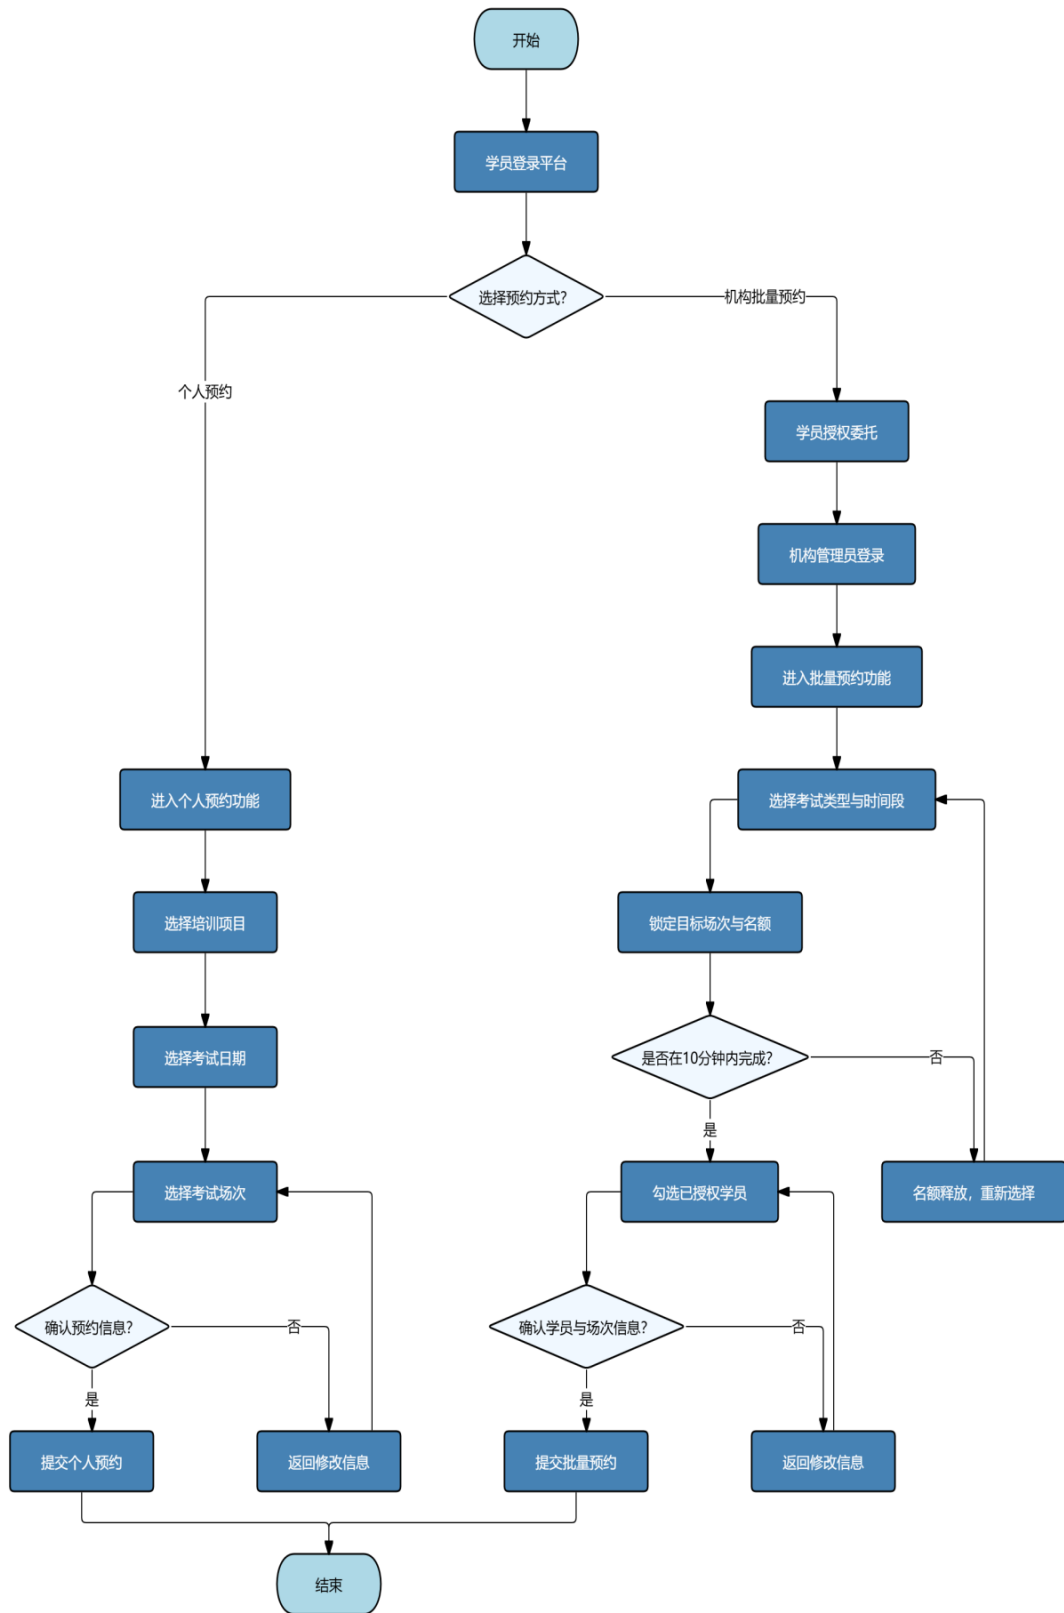 开始
学员登录平台
选择预约方式?
机构批量预约
个人预约
学员授权委托
机构管理员登录
进入批量预约功能
进入个人预约功能
选择考试类型与时间段
选择培训项目
锁定目标场次与名额
选择考试日期
是否在10分钟内完成?
否
是
选择考试场次
勾选已授权学员
名额释放，重新选择
确认预约信息?
否
确认学员与场次信息?
否
是
是
提交个人预约
返回修改信息
提交批量预约
返回修改信息
结束